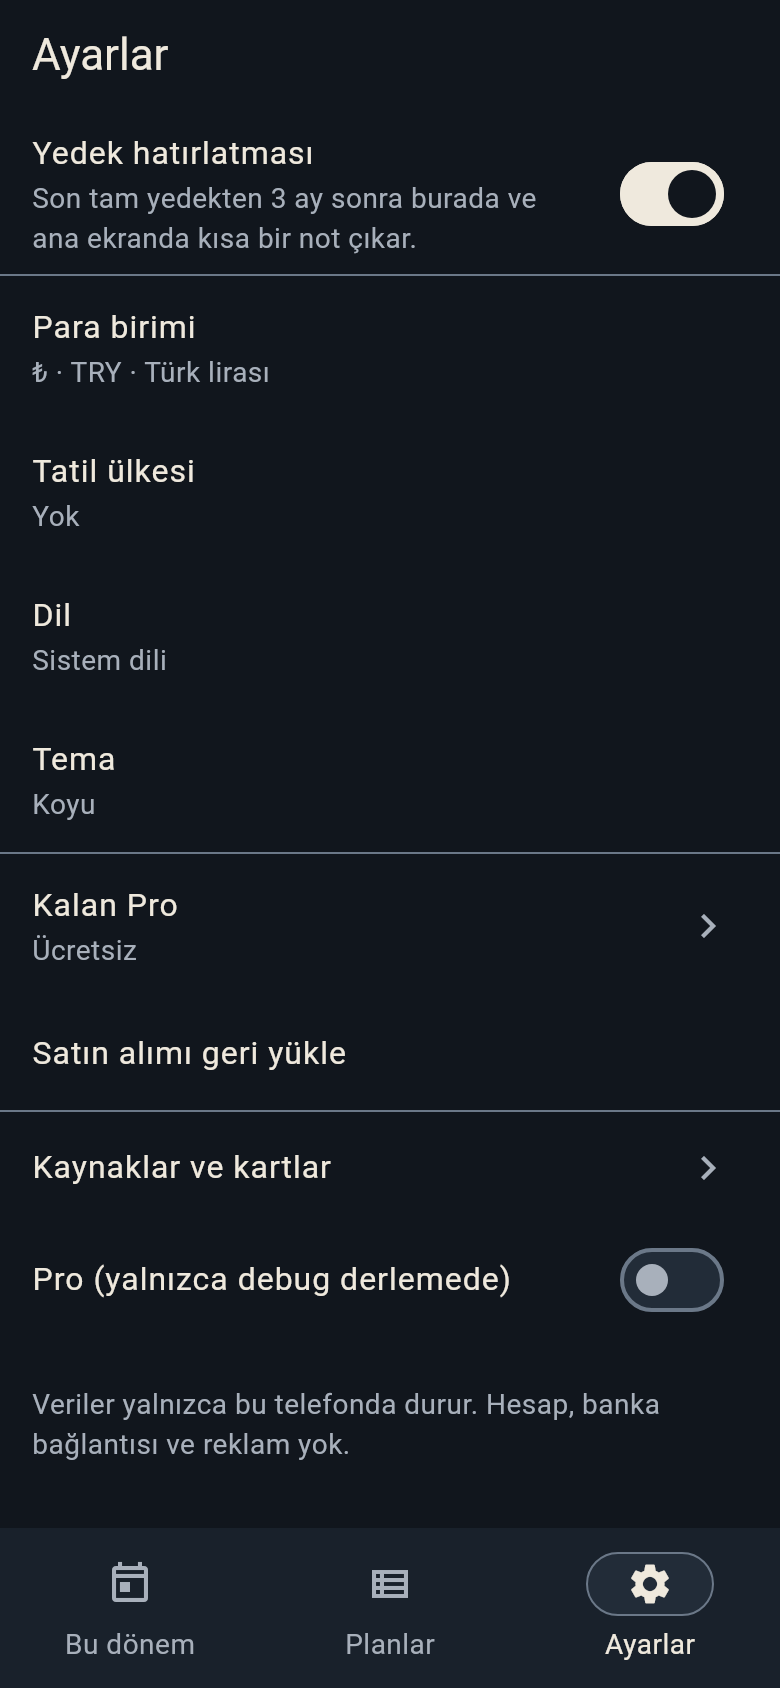 Ayarlar
Yedek hatırlatması
Son tam yedekten 3 ay sonra burada ve
ana ekranda kısa bir not çıkar.
Para birimi
₺ · TRY · Türk lirası
Tatil ülkesi
Yok
Dil
Sistem dili
Tema
Koyu
Kalan Pro
Ücretsiz
Satın alımı geri yükle
Kaynaklar ve kartlar
Pro (yalnızca debug derlemede)
Veriler yalnızca bu telefonda durur. Hesap, banka
bağlantısı ve reklam yok.
Bu dönem
Planlar
Ayarlar